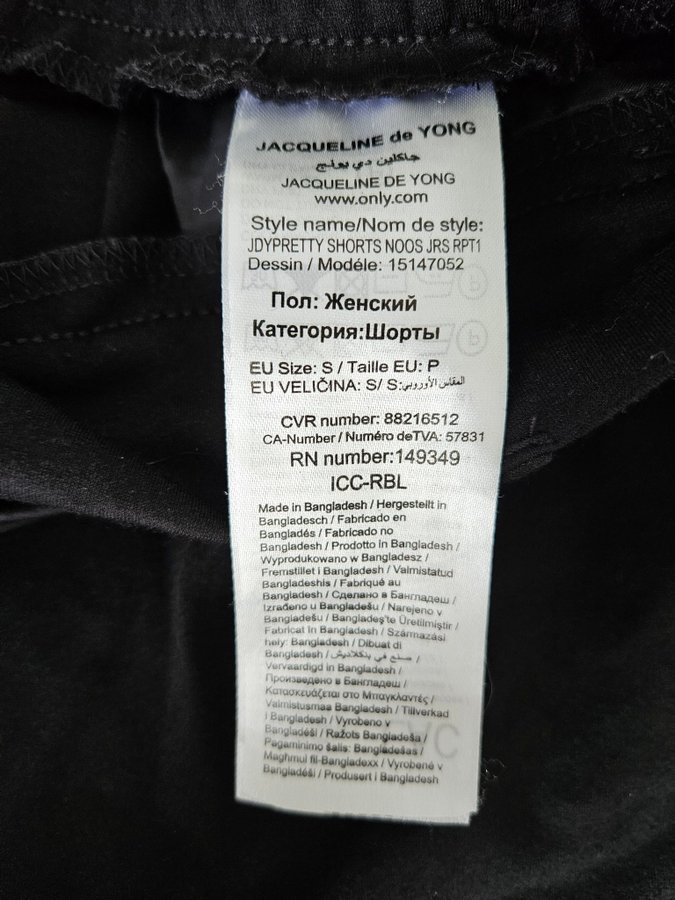 JACQUELINE de YONG
جاكلين دي يونج
JACQUELINE DE YONG
www.only.com
Style name/Nom de style:
JDYPRETTY SHORTS NOOS JRS RPT1
Dessin / Modéle: 15147052
Пол: Женский
Категория:Шорты
EU Size: S / Taille EU: P
EU VELIČINA: S/ S:المقاس الأوروبي
CVR number: 88216512
CA-Number / Numéro deTVA: 57831
RN number:149349
ICC-RBL
Made in Bangladesh / Hergestellt in
Bangladesch / Fabricado en
Bangladés / Fabricado no
Bangladesh / Prodotto in Bangladesh /
Wyprodukowano w Bangladesz /
Fremstillet i Bangladesh / Valmistatud
Bangladeshis / Fabriqué au
Bangladesh / Сделано в Бангладеш /
Izrađeno u Bangladešu / Narejeno v
Bangladešu / Bangladeş'te Üretilmiştir /
Fabricat în Bangladesh / Származási
hely: Bangladesh / Dibuat di
Bangladesh / صنع في بنگلاديش /
Vervaardigd in Bangladesh /
Произведено в Бангладеш /
Κατασκευάζεται στο Μπαγκλαντές /
Valmistusmaa Bangladesh / Tillverkad
i Bangladesh / Vyrobeno v
Bangladéši / Ražots Bangladeša /
Pagaminimo šalis: Bangladešas /
Magħmul fil-Bangladexx / Vyrobené v
Bangladéši / Produsert i Bangladesh